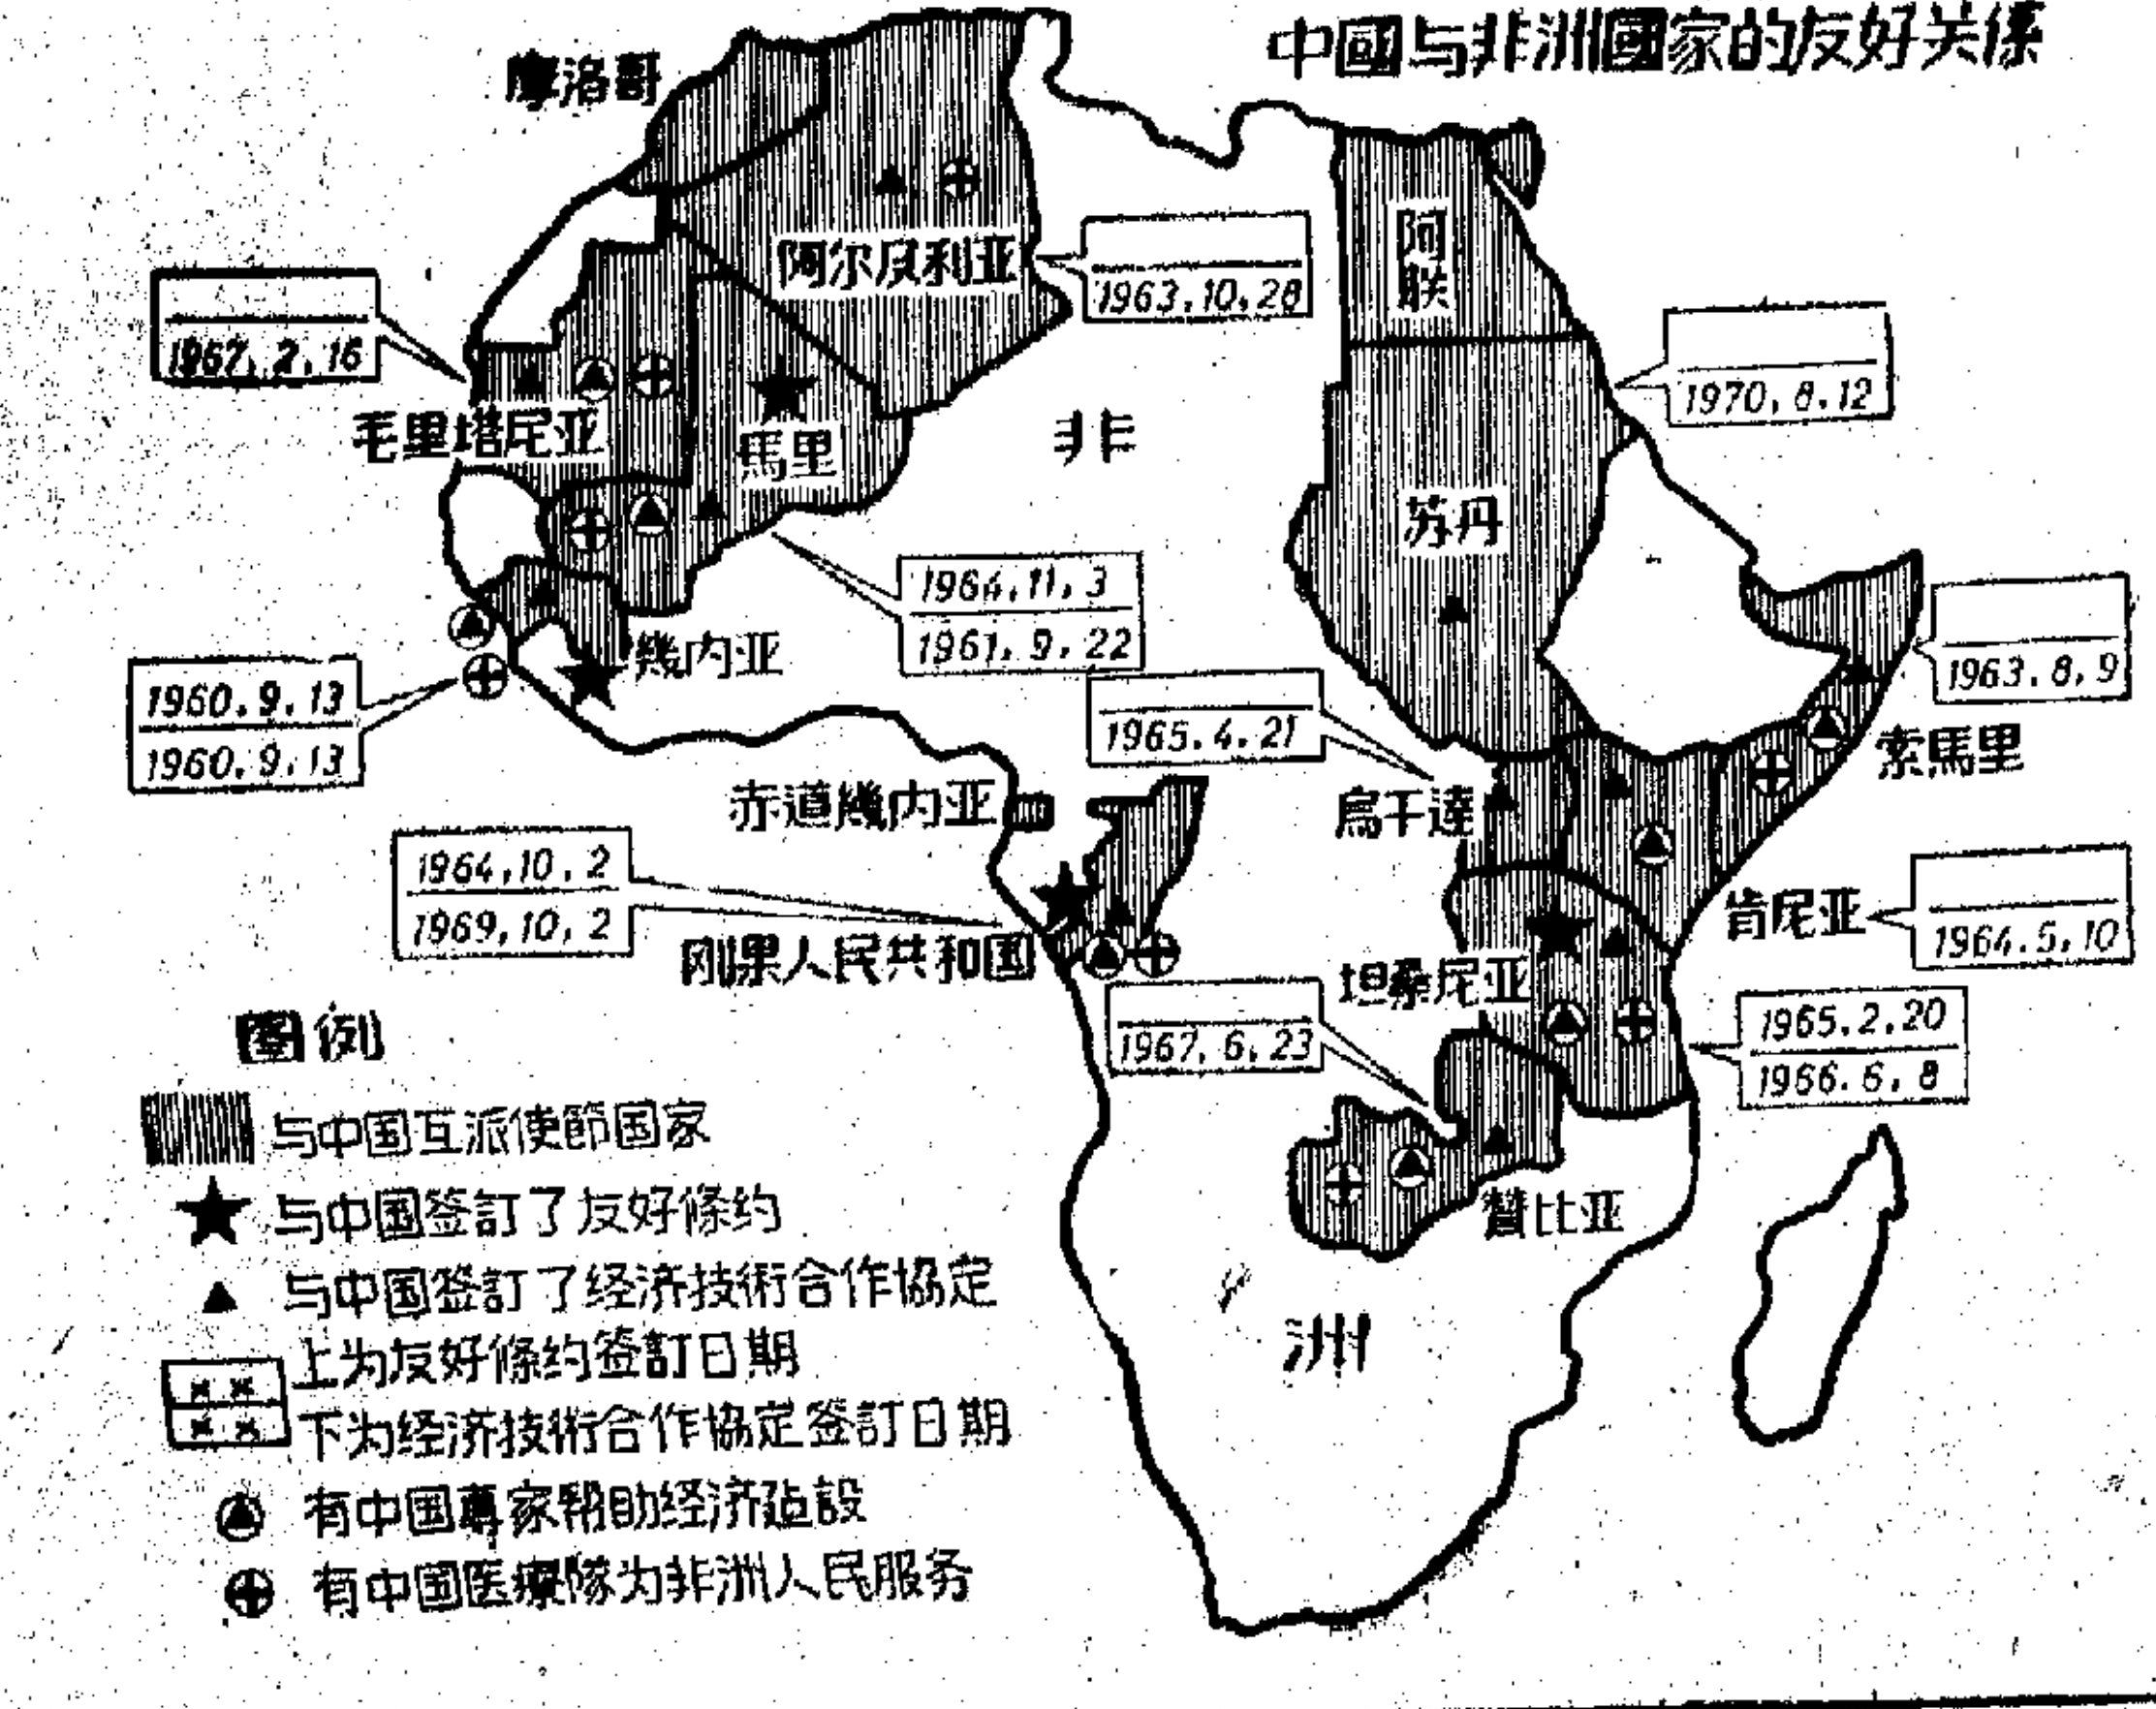 中國与非洲國家的友好关係
摩洛哥
阿尔及利亚
1963.10.28
阿
联
1967.2.16
毛里塔尼亚
馬里
非
1970.8.12
苏丹
1964.11.3
1961.9.22
幾内亚
1960.9.13
1960.9.13
1963.8.9
索馬里
1965.4.21
赤道幾内亚
烏干達
1964.10.2
1969.10.2
刚果人民共和国
肯尼亚
1964.5.10
坦桑尼亚
1967.6.23
1965.2.20
1966.6.8
贊比亚
洲
圖例
与中国互派使節国家
与中国签訂了友好條约
与中国签訂了经济技術合作協定
×× 上为友好條约签訂日期
×× 下为经济技術合作協定签訂日期
有中国專家帮助经济建設
有中国医療隊为非洲人民服务